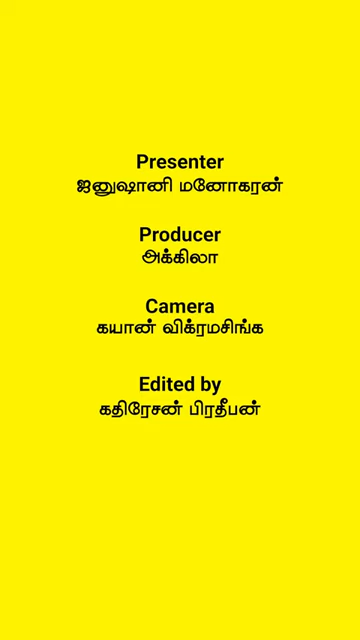 Presenter
ஜனுஷானி மனோகரன்
Producer
அக்கிலா
Camera
கயான் விக்ரமசிங்க
Edited by
கதிரேசன் பிரதீபன்